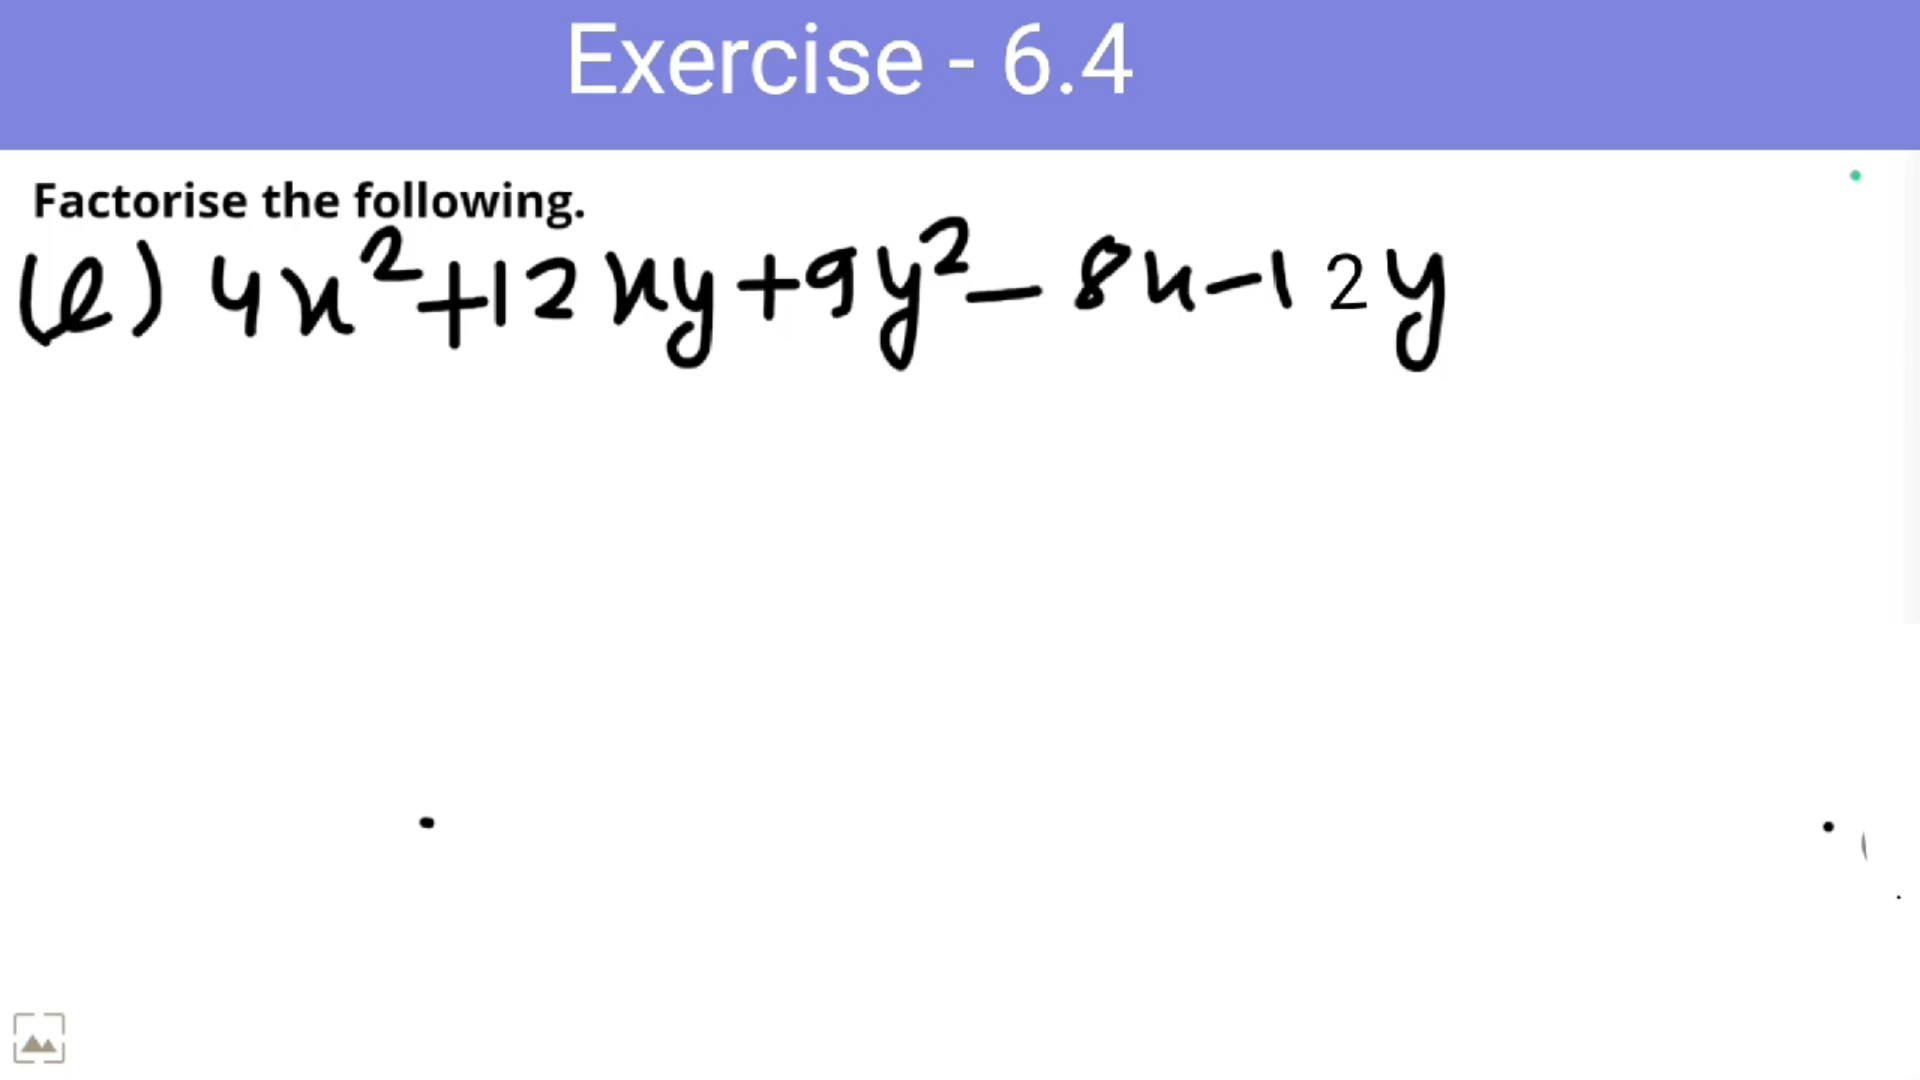 Exercise - 6.4
Factorise the following.
(e) 4x²+12xy+9y²-8x-12y